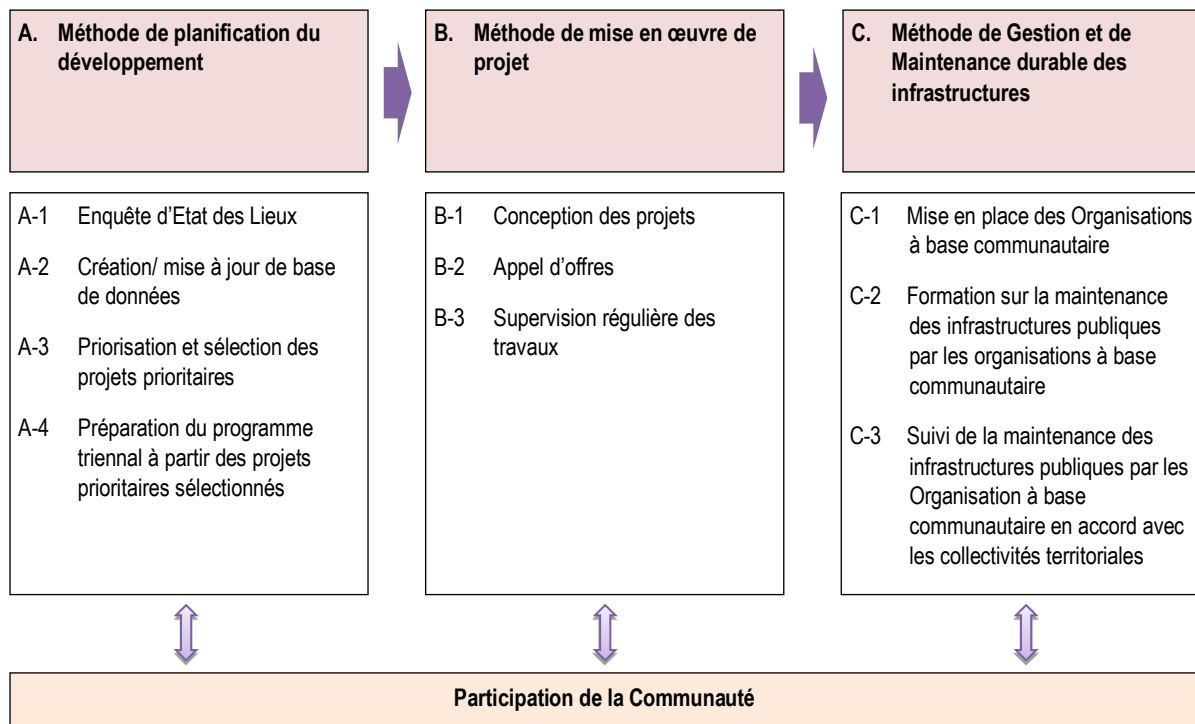 A. Méthode de planification du
développement
B. Méthode de mise en œuvre de
projet
C. Méthode de Gestion et de
Maintenance durable des
infrastructures
A-1 Enquête d’Etat des Lieux
A-2 Création/ mise à jour de base
de données
A-3 Priorisation et sélection des
projets prioritaires
A-4 Préparation du programme
triennal à partir des projets
prioritaires sélectionnés
B-1 Conception des projets
B-2 Appel d’offres
B-3 Supervision régulière des
travaux
C-1 Mise en place des Organisations
à base communautaire
C-2 Formation sur la maintenance
des infrastructures publiques
par les organisations à base
communautaire
C-3 Suivi de la maintenance des
infrastructures publiques par les
Organisation à base
communautaire en accord avec
les collectivités territoriales
Participation de la Communauté